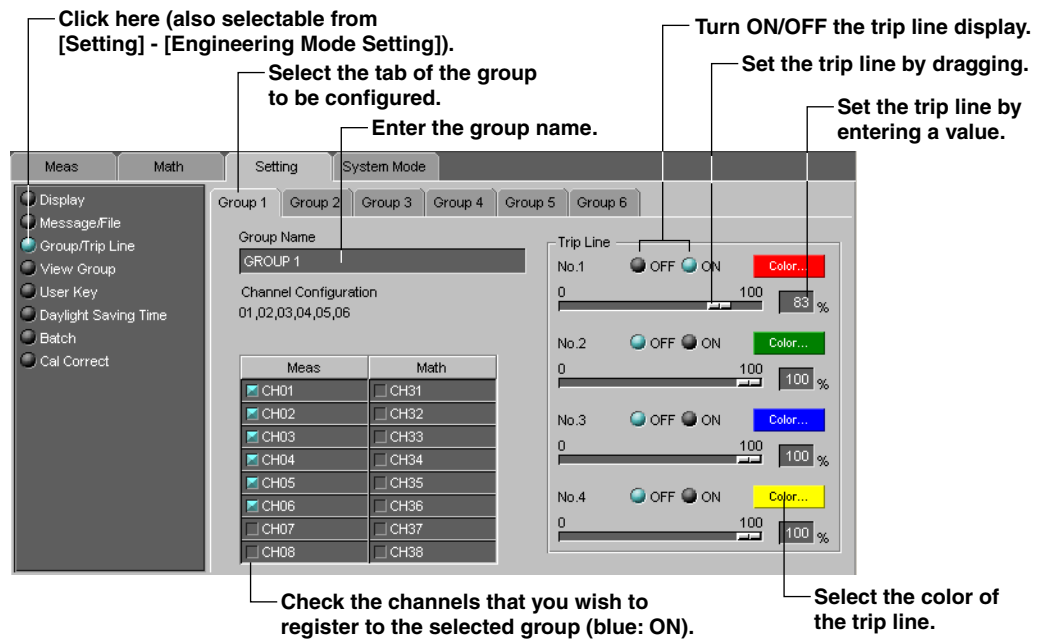 Click here (also selectable from
[Setting] - [Engineering Mode Setting]).
Select the tab of the group
to be configured.
Enter the group name.
Turn ON/OFF the trip line display.
Set the trip line by dragging.
Set the trip line by
entering a value.
Meas Math Setting System Mode
Display
Message/File
Group/Trip Line
View Group
User Key
Daylight Saving Time
Batch
Cal Correct
Group 1 Group 2 Group 3 Group 4 Group 5 Group 6
Group Name
GROUP 1
Channel Configuration
01,02,03,04,05,06
Meas Math
CH01 CH31
CH02 CH32
CH03 CH33
CH04 CH34
CH05 CH35
CH06 CH36
CH07 CH37
CH08 CH38
Trip Line
No.1 OFF ON Color...
0 100
83 %
No.2 OFF ON Color...
0 100
100 %
No.3 OFF ON Color...
0 100
100 %
No.4 OFF ON Color...
0 100
100 %
Check the channels that you wish to
register to the selected group (blue: ON).
Select the color of
the trip line.